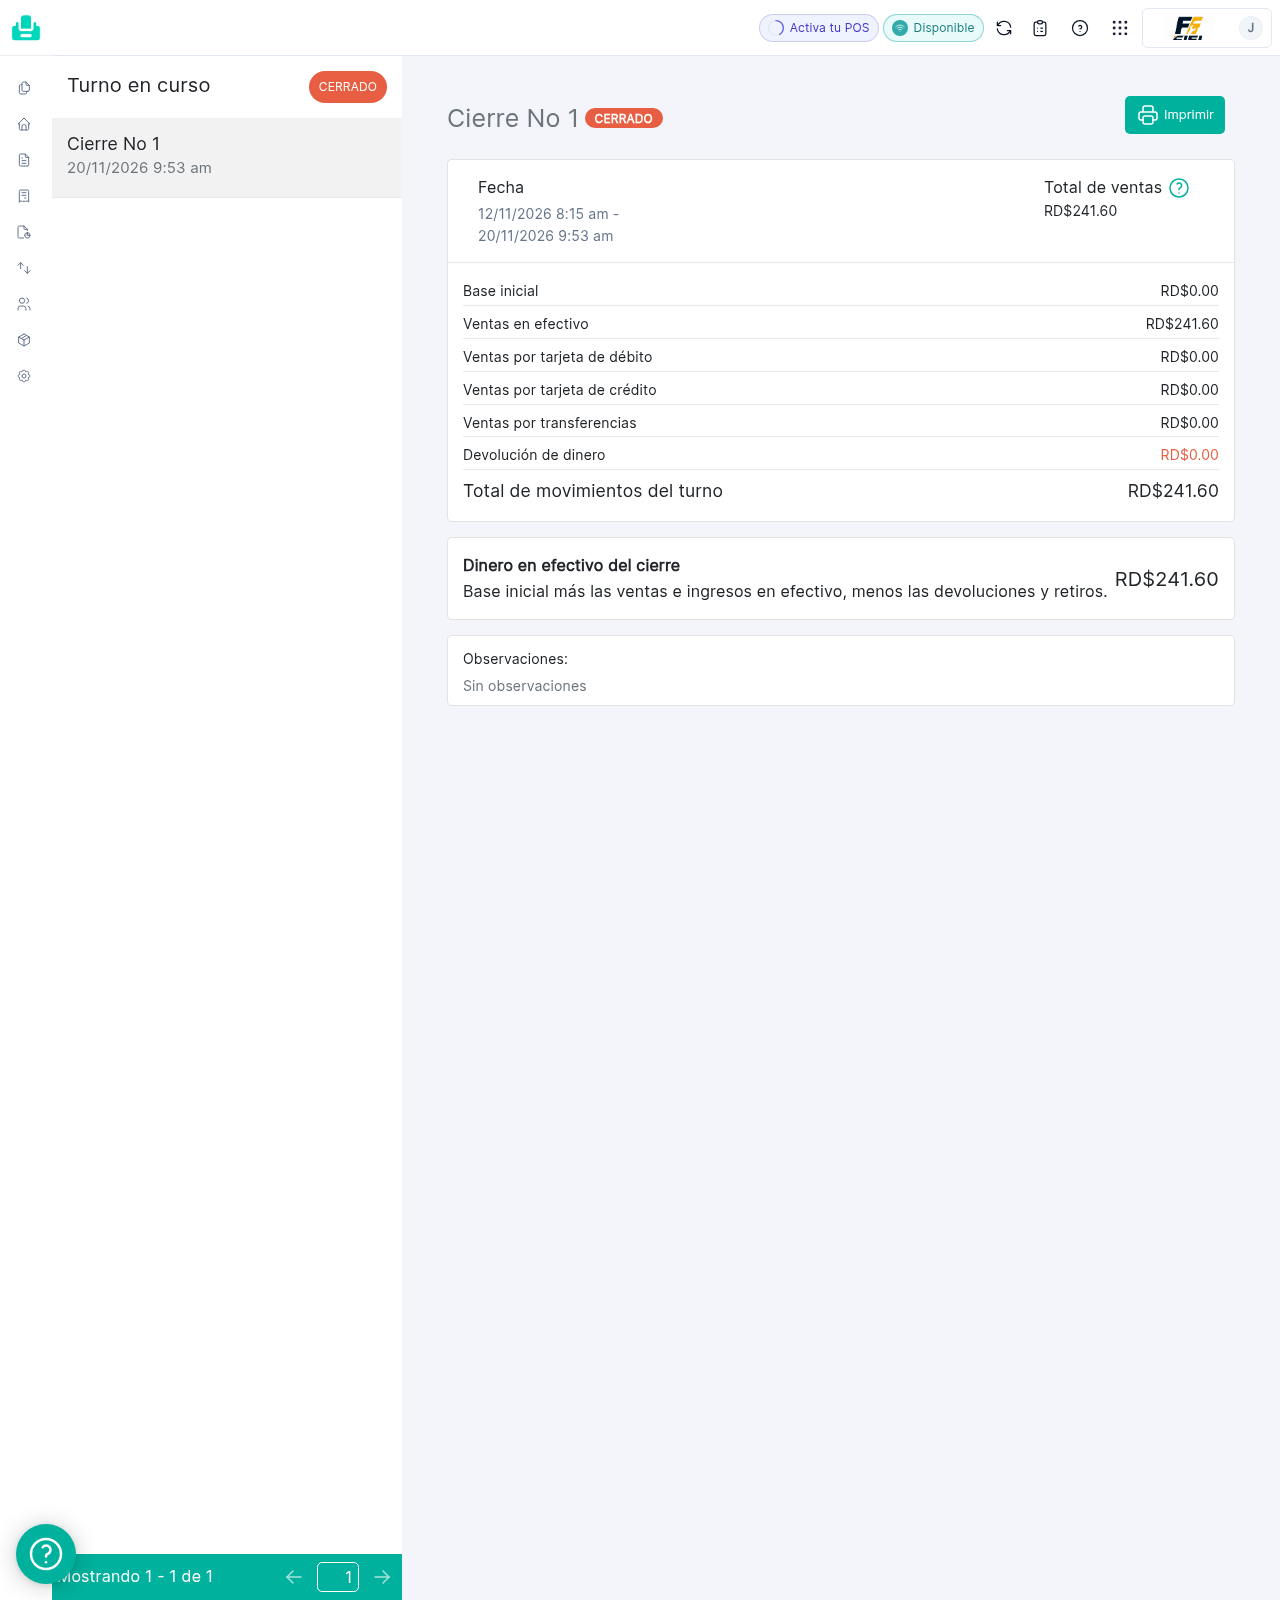 Activa tu POS
Disponible
J
Turno en curso
CERRADO
Cierre No 1
20/11/2026 9:53 am
Cierre No 1 CERRADO
Imprimir
Fecha
12/11/2026 8:15 am -
20/11/2026 9:53 am
Total de ventas
RD$241.60
Base inicial RD$0.00
Ventas en efectivo RD$241.60
Ventas por tarjeta de débito RD$0.00
Ventas por tarjeta de crédito RD$0.00
Ventas por transferencias RD$0.00
Devolución de dinero RD$0.00
Total de movimientos del turno RD$241.60
Dinero en efectivo del cierre
Base inicial más las ventas e ingresos en efectivo, menos las devoluciones y retiros. RD$241.60
Observaciones:
Sin observaciones
Mostrando 1 - 1 de 1
1